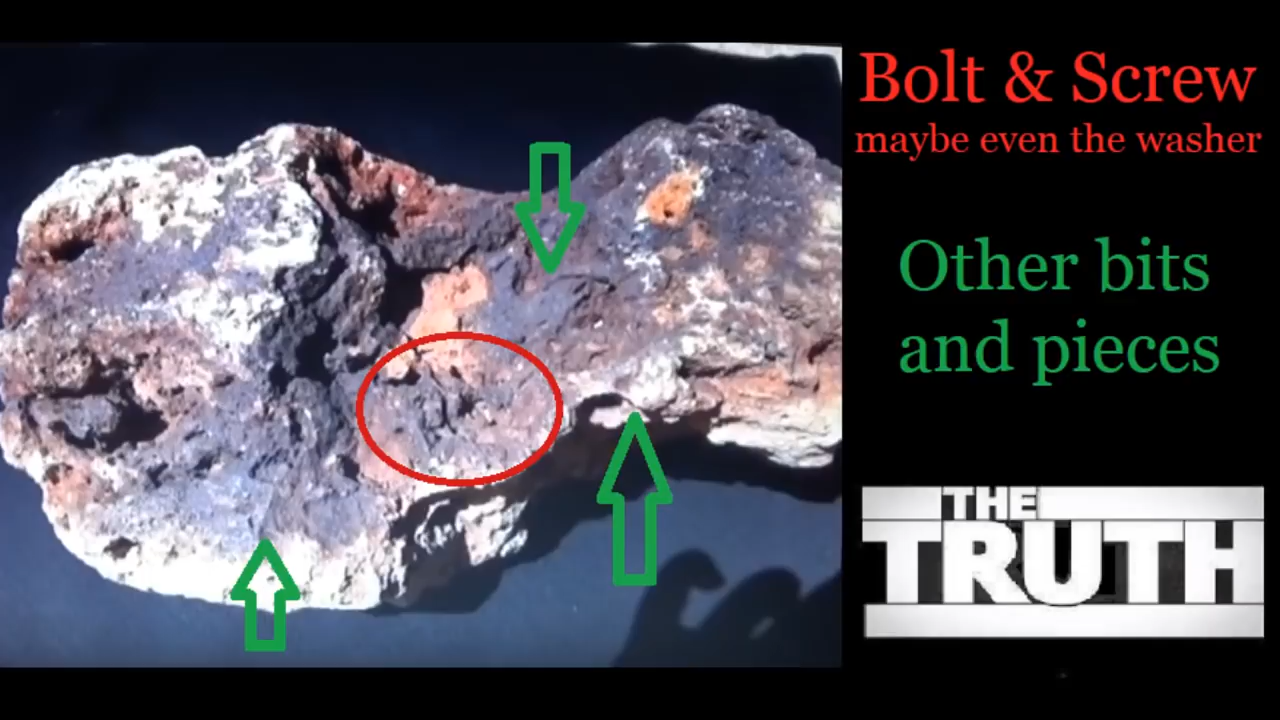 Bolt & Screw
maybe even the washer
Other bits
and pieces
THE
TRUTH